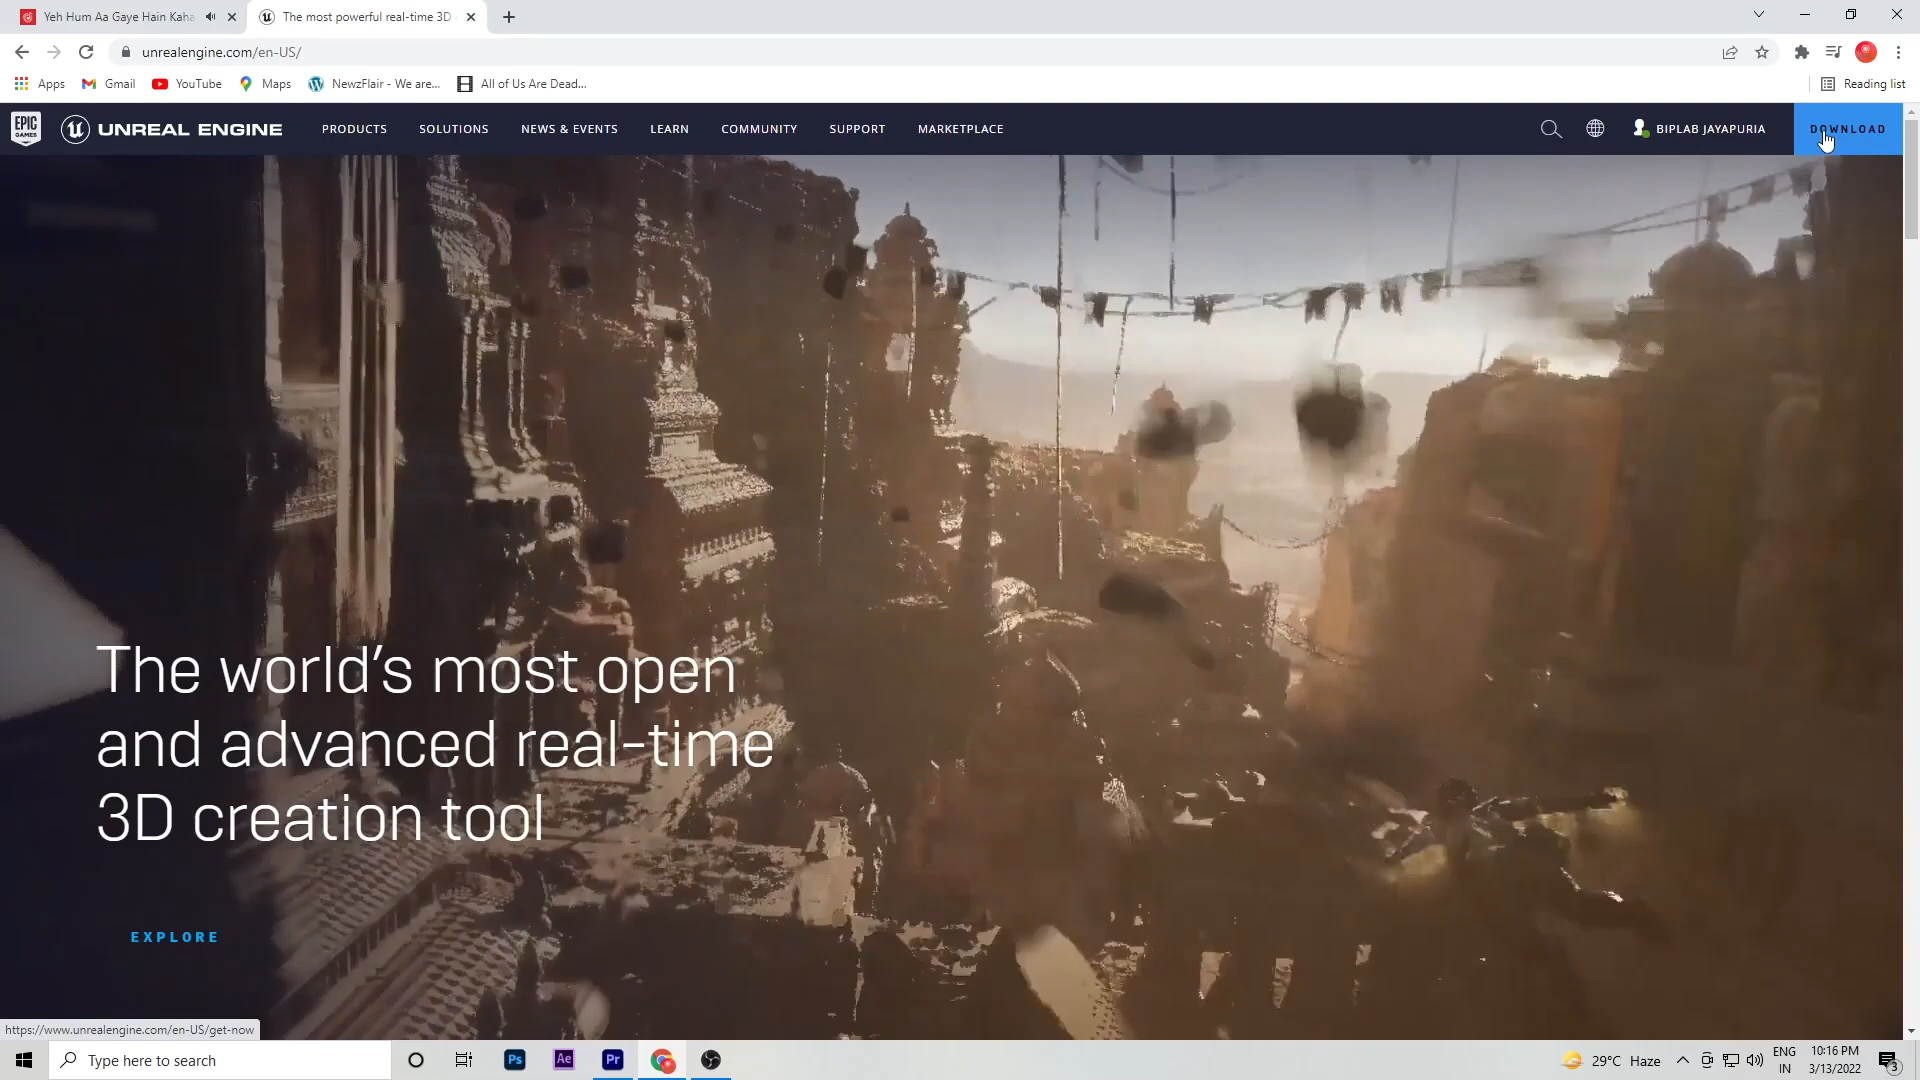 Yeh Hum Aa Gaye Hain Kaha
The most powerful real-time 3D
unrealengine.com/en-US/
Apps Gmail YouTube Maps NewzFlair - We are... All of Us Are Dead... Reading list
EPIC GAMES UNREAL ENGINE PRODUCTS SOLUTIONS NEWS & EVENTS LEARN COMMUNITY SUPPORT MARKETPLACE BIPLAB JAYAPURIA DOWNLOAD
The world's most open
and advanced real-time
3D creation tool
EXPLORE
https://www.unrealengine.com/en-US/get-now
Type here to search Ps Ae Pr 29°C Haze ENG 10:16 PM
IN 3/13/2022 3